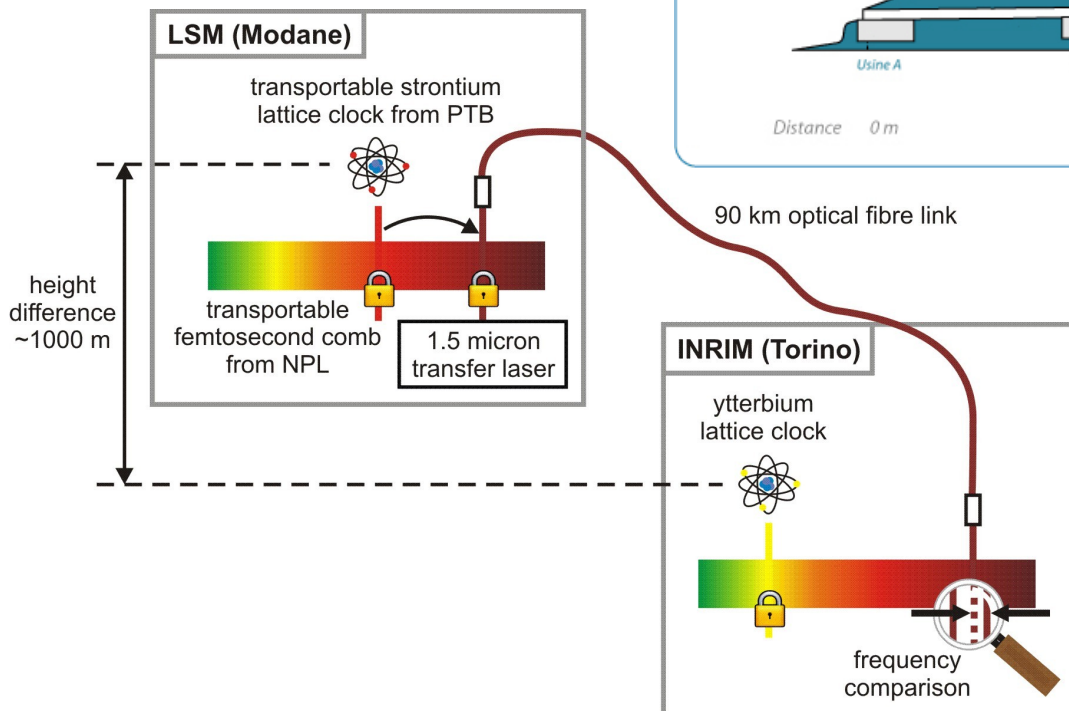 LSM (Modane)
transportable strontium
lattice clock from PTB
Usine A
Distance 0 m
90 km optical fibre link
height
difference
~1000 m
transportable
femtosecond comb
from NPL
1.5 micron
transfer laser
INRIM (Torino)
ytterbium
lattice clock
frequency
comparison